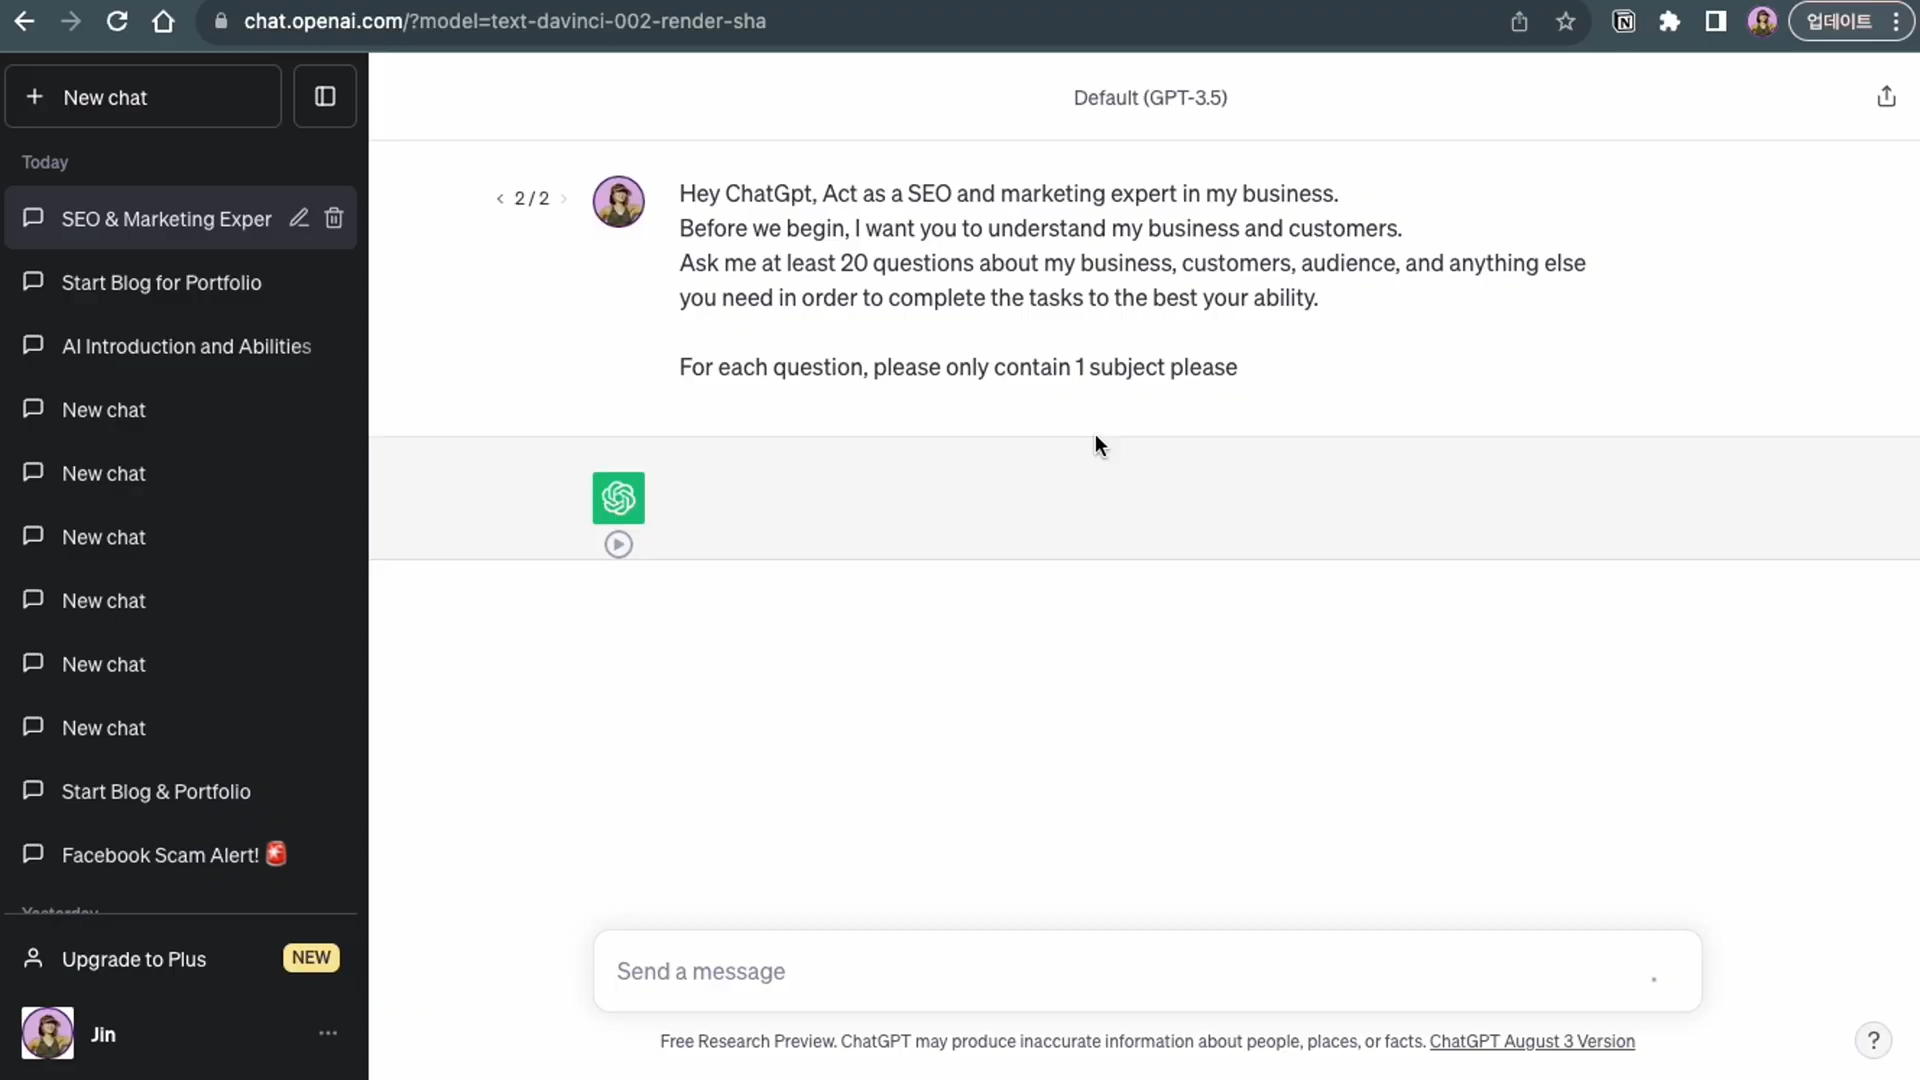 chat.openai.com/?model=text-davinci-002-render-sha
업데이트
New chat
Today
SEO & Marketing Exper
Start Blog for Portfolio
AI Introduction and Abilities
New chat
New chat
New chat
New chat
New chat
New chat
Start Blog & Portfolio
Facebook Scam Alert! 🚨
Yesterday
Upgrade to Plus NEW
Jin
Default (GPT-3.5)
< 2 / 2 >
Hey ChatGpt, Act as a SEO and marketing expert in my business.
Before we begin, I want you to understand my business and customers.
Ask me at least 20 questions about my business, customers, audience, and anything else
you need in order to complete the tasks to the best your ability.
For each question, please only contain 1 subject please
Send a message
Free Research Preview. ChatGPT may produce inaccurate information about people, places, or facts. ChatGPT August 3 Version
?